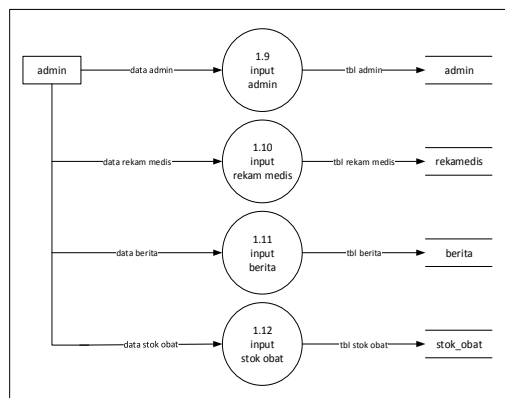 admin
data admin
1.9
input
admin
tbl admin
admin
data rekam medis
1.10
input
rekam medis
tbl rekam medis
rekamedis
data berita
1.11
input
berita
tbl berita
berita
data stok obat
1.12
input
stok obat
tbl stok obat
stok_obat